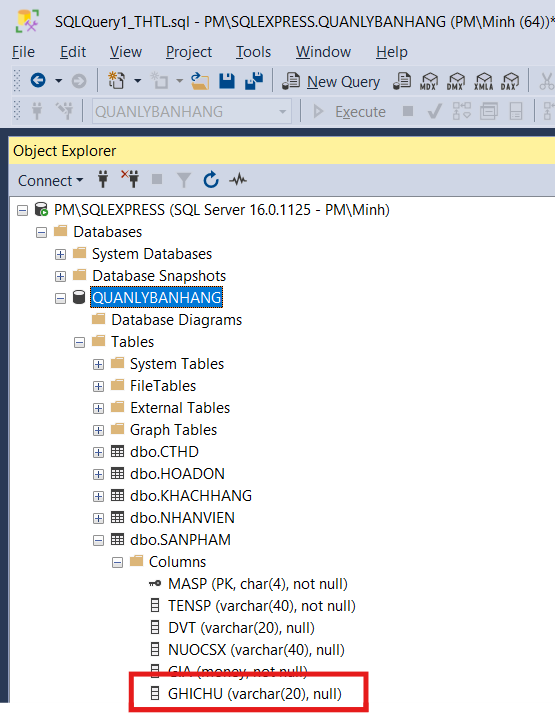 SQLQuery1_THTL.sql - PM\SQLEXPRESS.QUANLYBANHANG (PM\Minh (64))*
File Edit View Project Tools Window Help
New Query MDX DMX XMLA DAX
QUANLYBANHANG Execute
Object Explorer
Connect
PM\SQLEXPRESS (SQL Server 16.0.1125 - PM\Minh)
Databases
System Databases
Database Snapshots
QUANLYBANHANG
Database Diagrams
Tables
System Tables
FileTables
External Tables
Graph Tables
dbo.CTHD
dbo.HOADON
dbo.KHACHHANG
dbo.NHANVIEN
dbo.SANPHAM
Columns
MASP (PK, char(4), not null)
TENSP (varchar(40), not null)
DVT (varchar(20), null)
NUOCSX (varchar(40), null)
GIA (money, not null)
GHICHU (varchar(20), null)